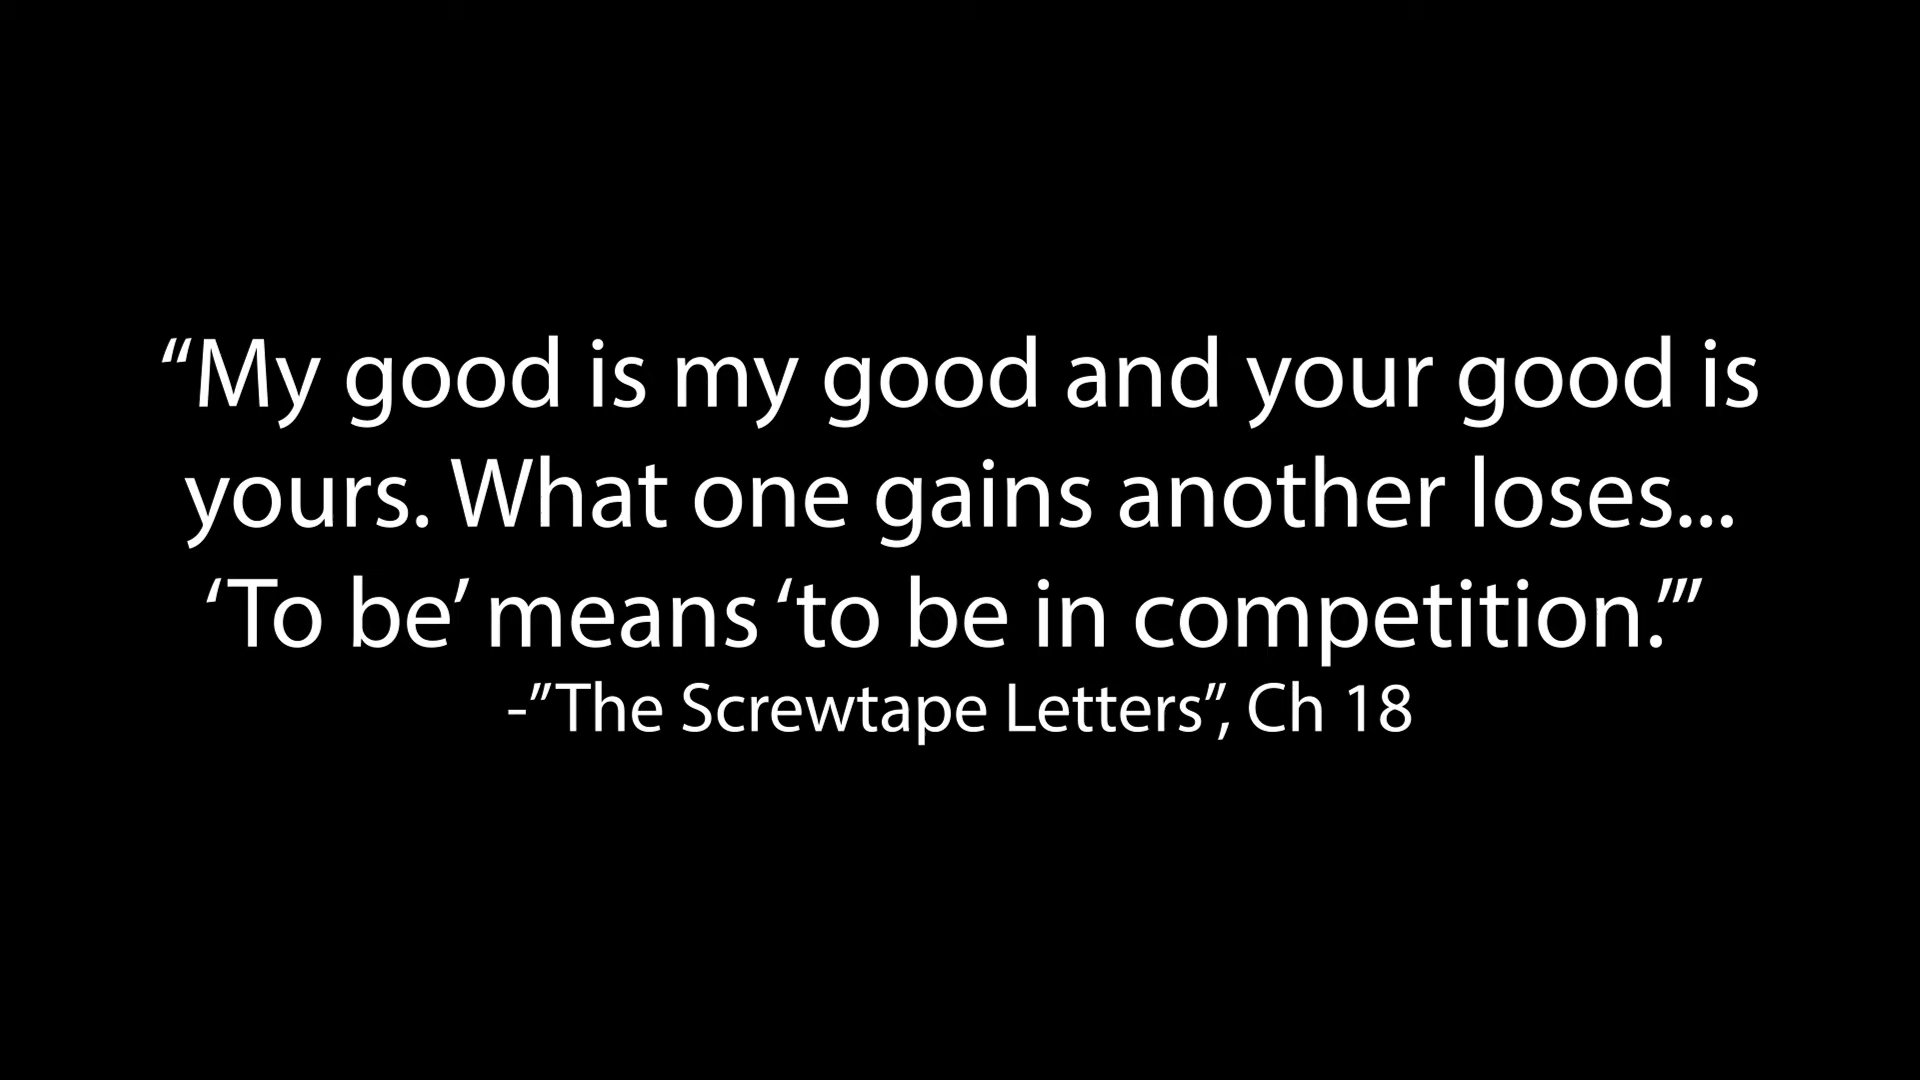 “My good is my good and your good is
yours. What one gains another loses...
‘To be’ means ‘to be in competition.’”
-”The Screwtape Letters”, Ch 18